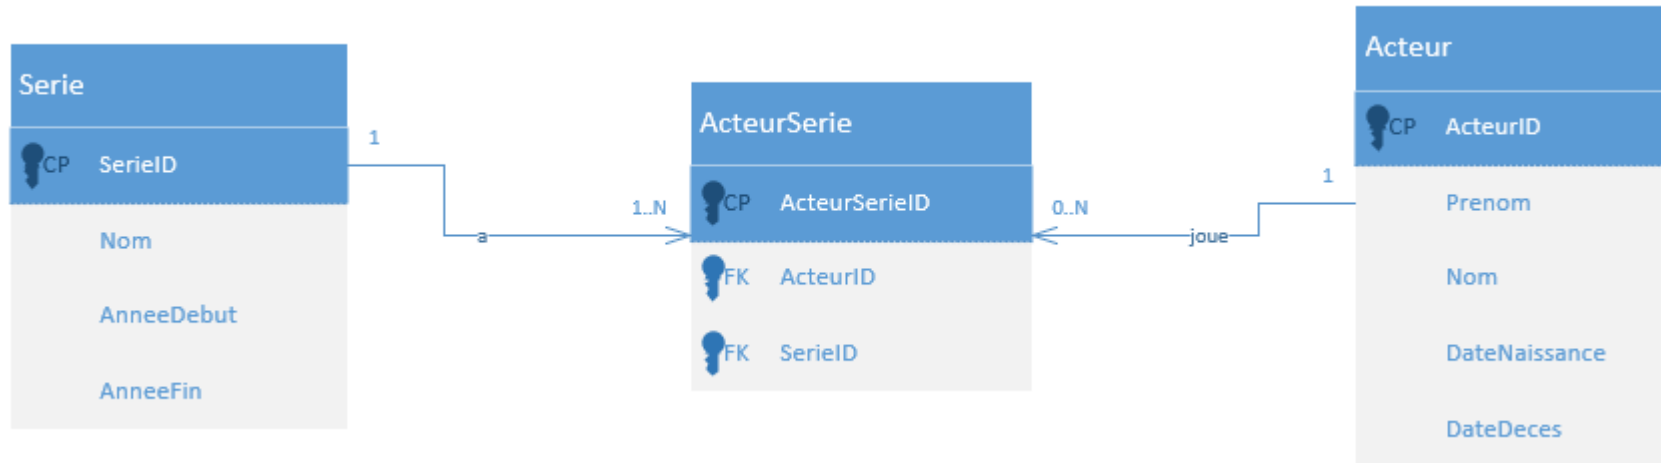 Serie
CP SerieID
Nom
AnneeDebut
AnneeFin
1
a
1..N
ActeurSerie
CP ActeurSerieID
FK ActeurID
FK SerieID
0..N
joue
1
Acteur
CP ActeurID
Prenom
Nom
DateNaissance
DateDeces